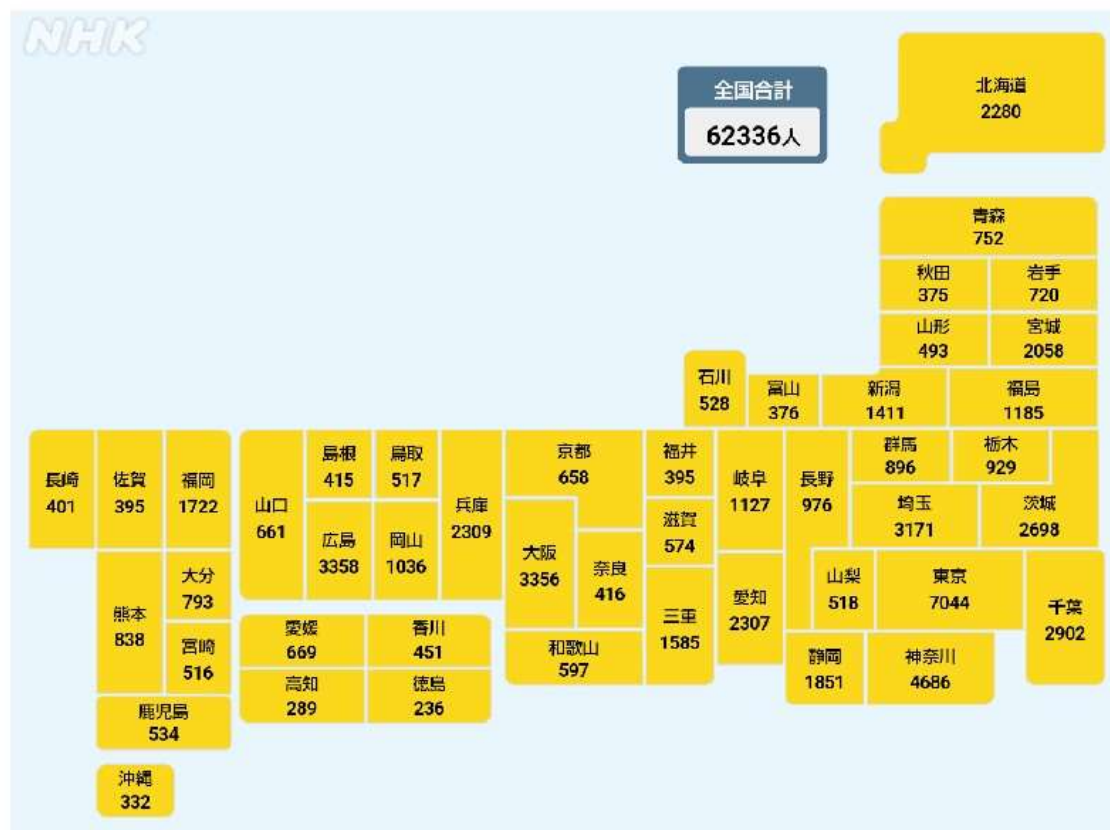 NHK
全国合計
62336人
北海道
2280
青森
752
秋田
375
岩手
720
山形
493
宮城
2058
石川
528
富山
376
新潟
1411
福島
1185
長崎
401
佐賀
395
福岡
1722
山口
661
島根
415
鳥取
517
兵庫
2309
京都
658
福井
395
岐阜
1127
長野
976
群馬
896
栃木
929
埼玉
3171
茨城
2698
広島
3358
岡山
1036
大阪
3356
奈良
416
滋賀
574
三重
1585
愛知
2307
山梨
518
東京
7044
千葉
2902
熊本
838
大分
793
宮崎
516
愛媛
669
香川
451
和歌山
597
静岡
1851
神奈川
4686
高知
289
徳島
236
鹿児島
534
沖縄
332